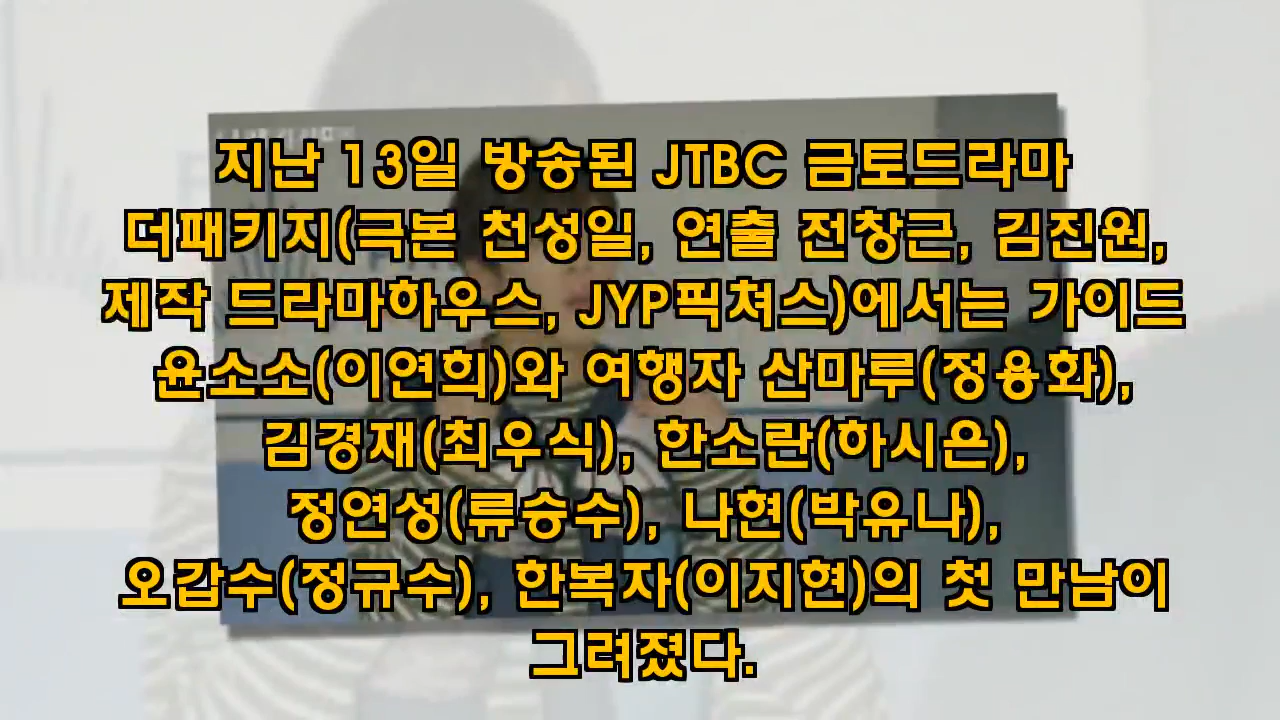 지난 13일 방송된 JTBC 금토드라마
더패키지(극본 천성일, 연출 전창근, 김진원,
제작 드라마하우스, JYP픽쳐스)에서는 가이드
윤소소(이연희)와 여행자 산마루(정용화),
김경재(최우식), 한소란(하시은),
정연성(류승수), 나현(박유나),
오갑수(정규수), 한복자(이지현)의 첫 만남이
그려졌다.